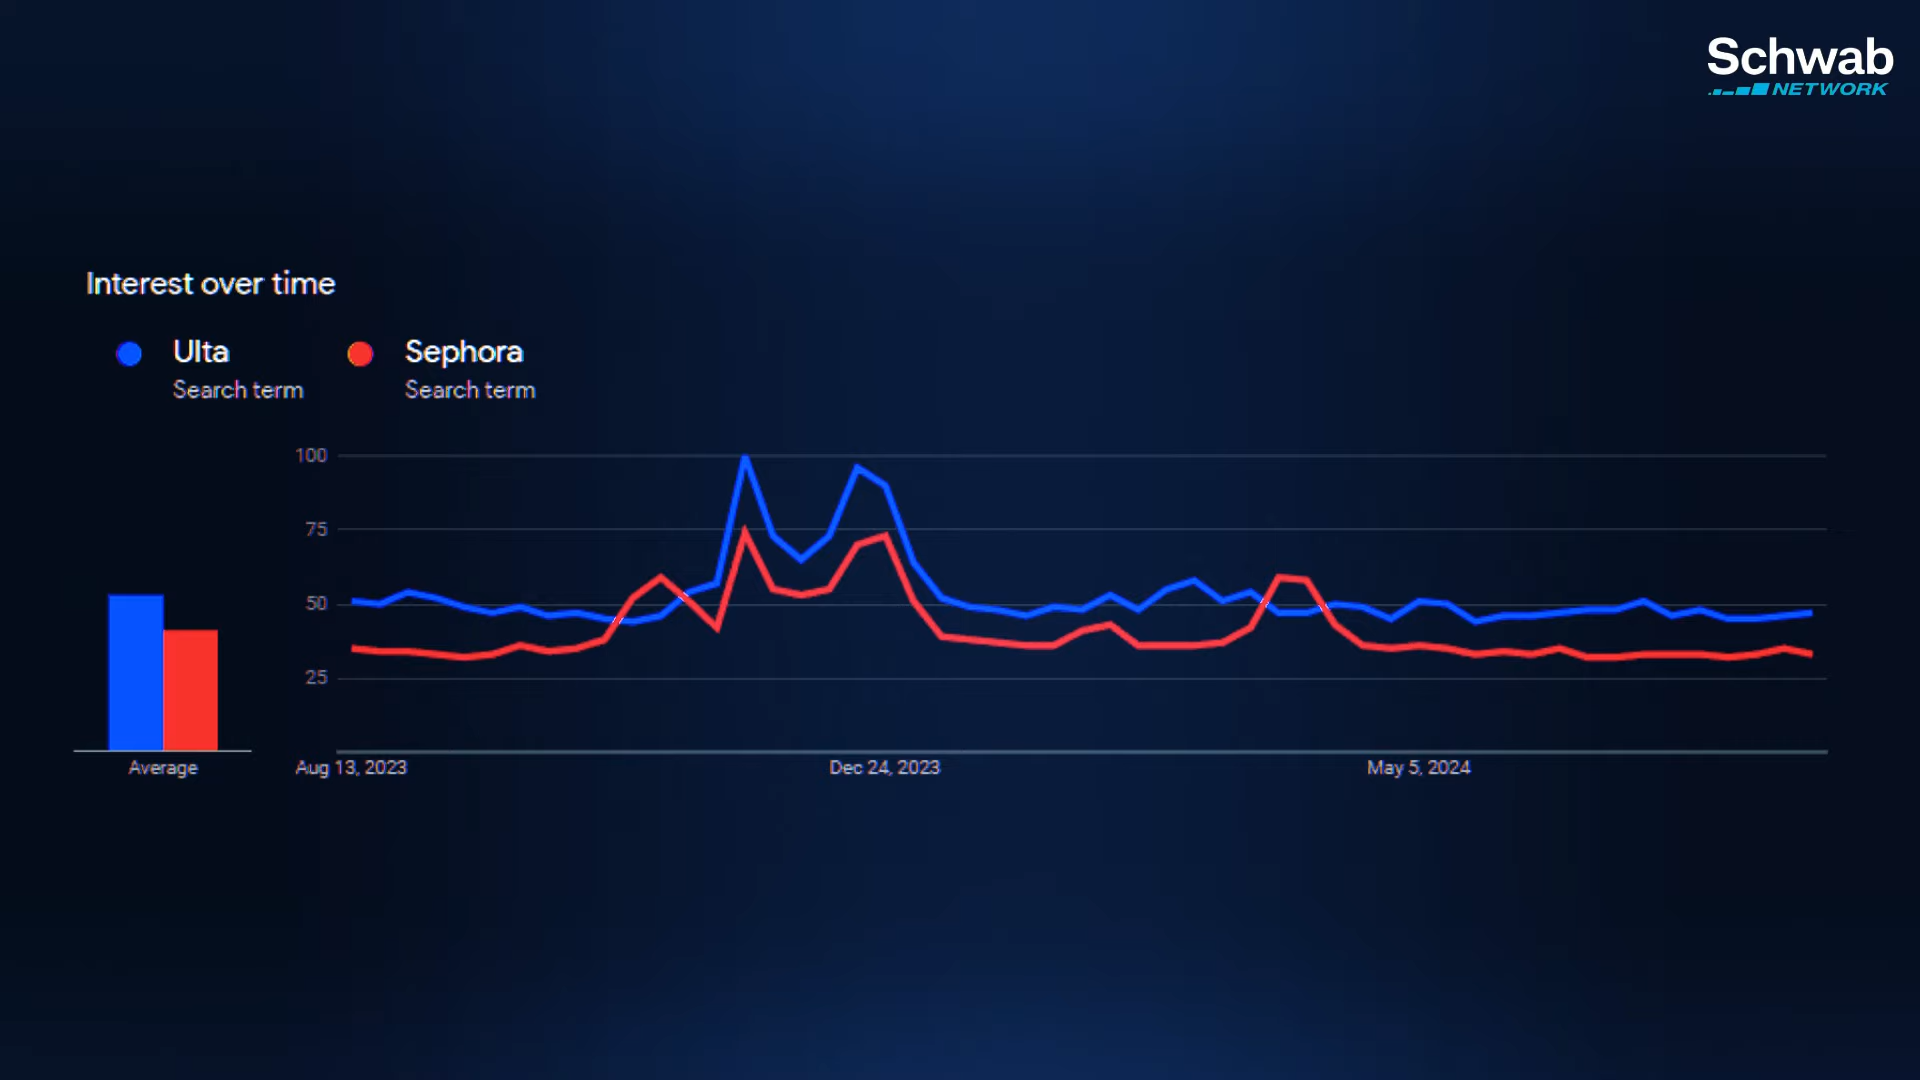 Schwab
NETWORK
Interest over time
Ulta
Search term
Sephora
Search term
100
75
50
25
Average
Aug 13, 2023
Dec 24, 2023
May 5, 2024